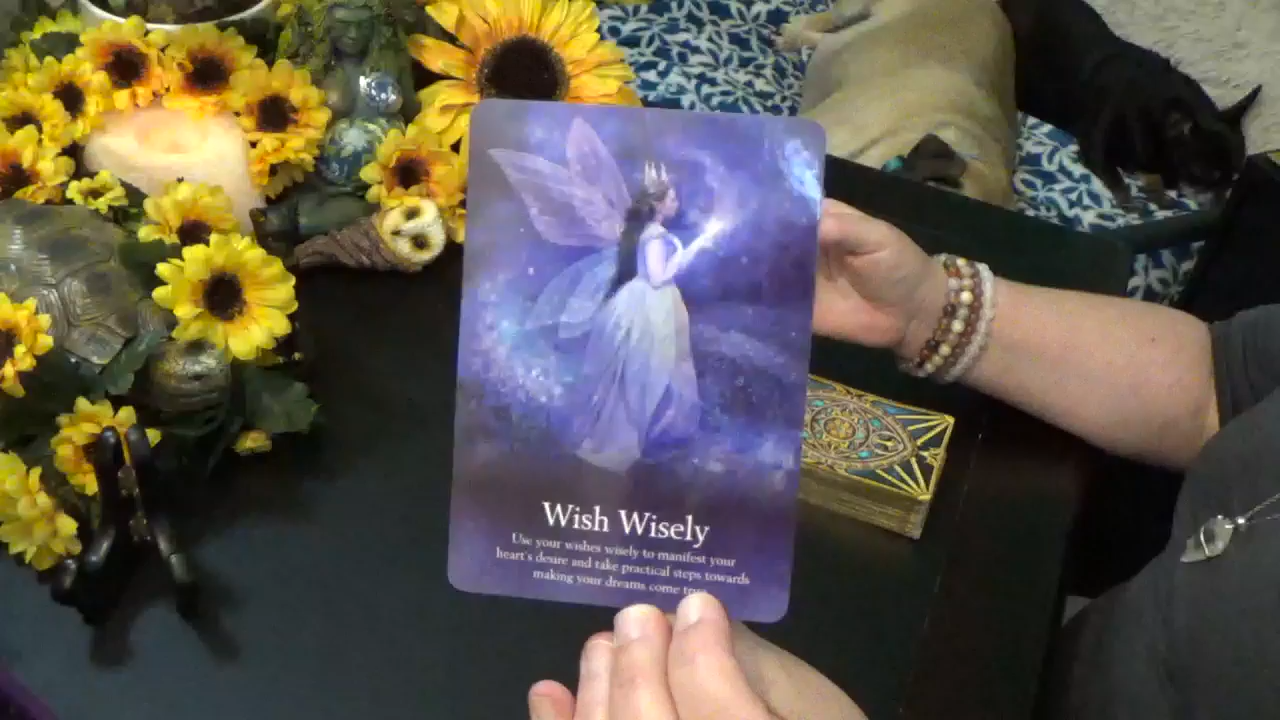 Wish Wisely
Use your wishes wisely to manifest your
heart's desire and take practical steps towards
making your dreams come